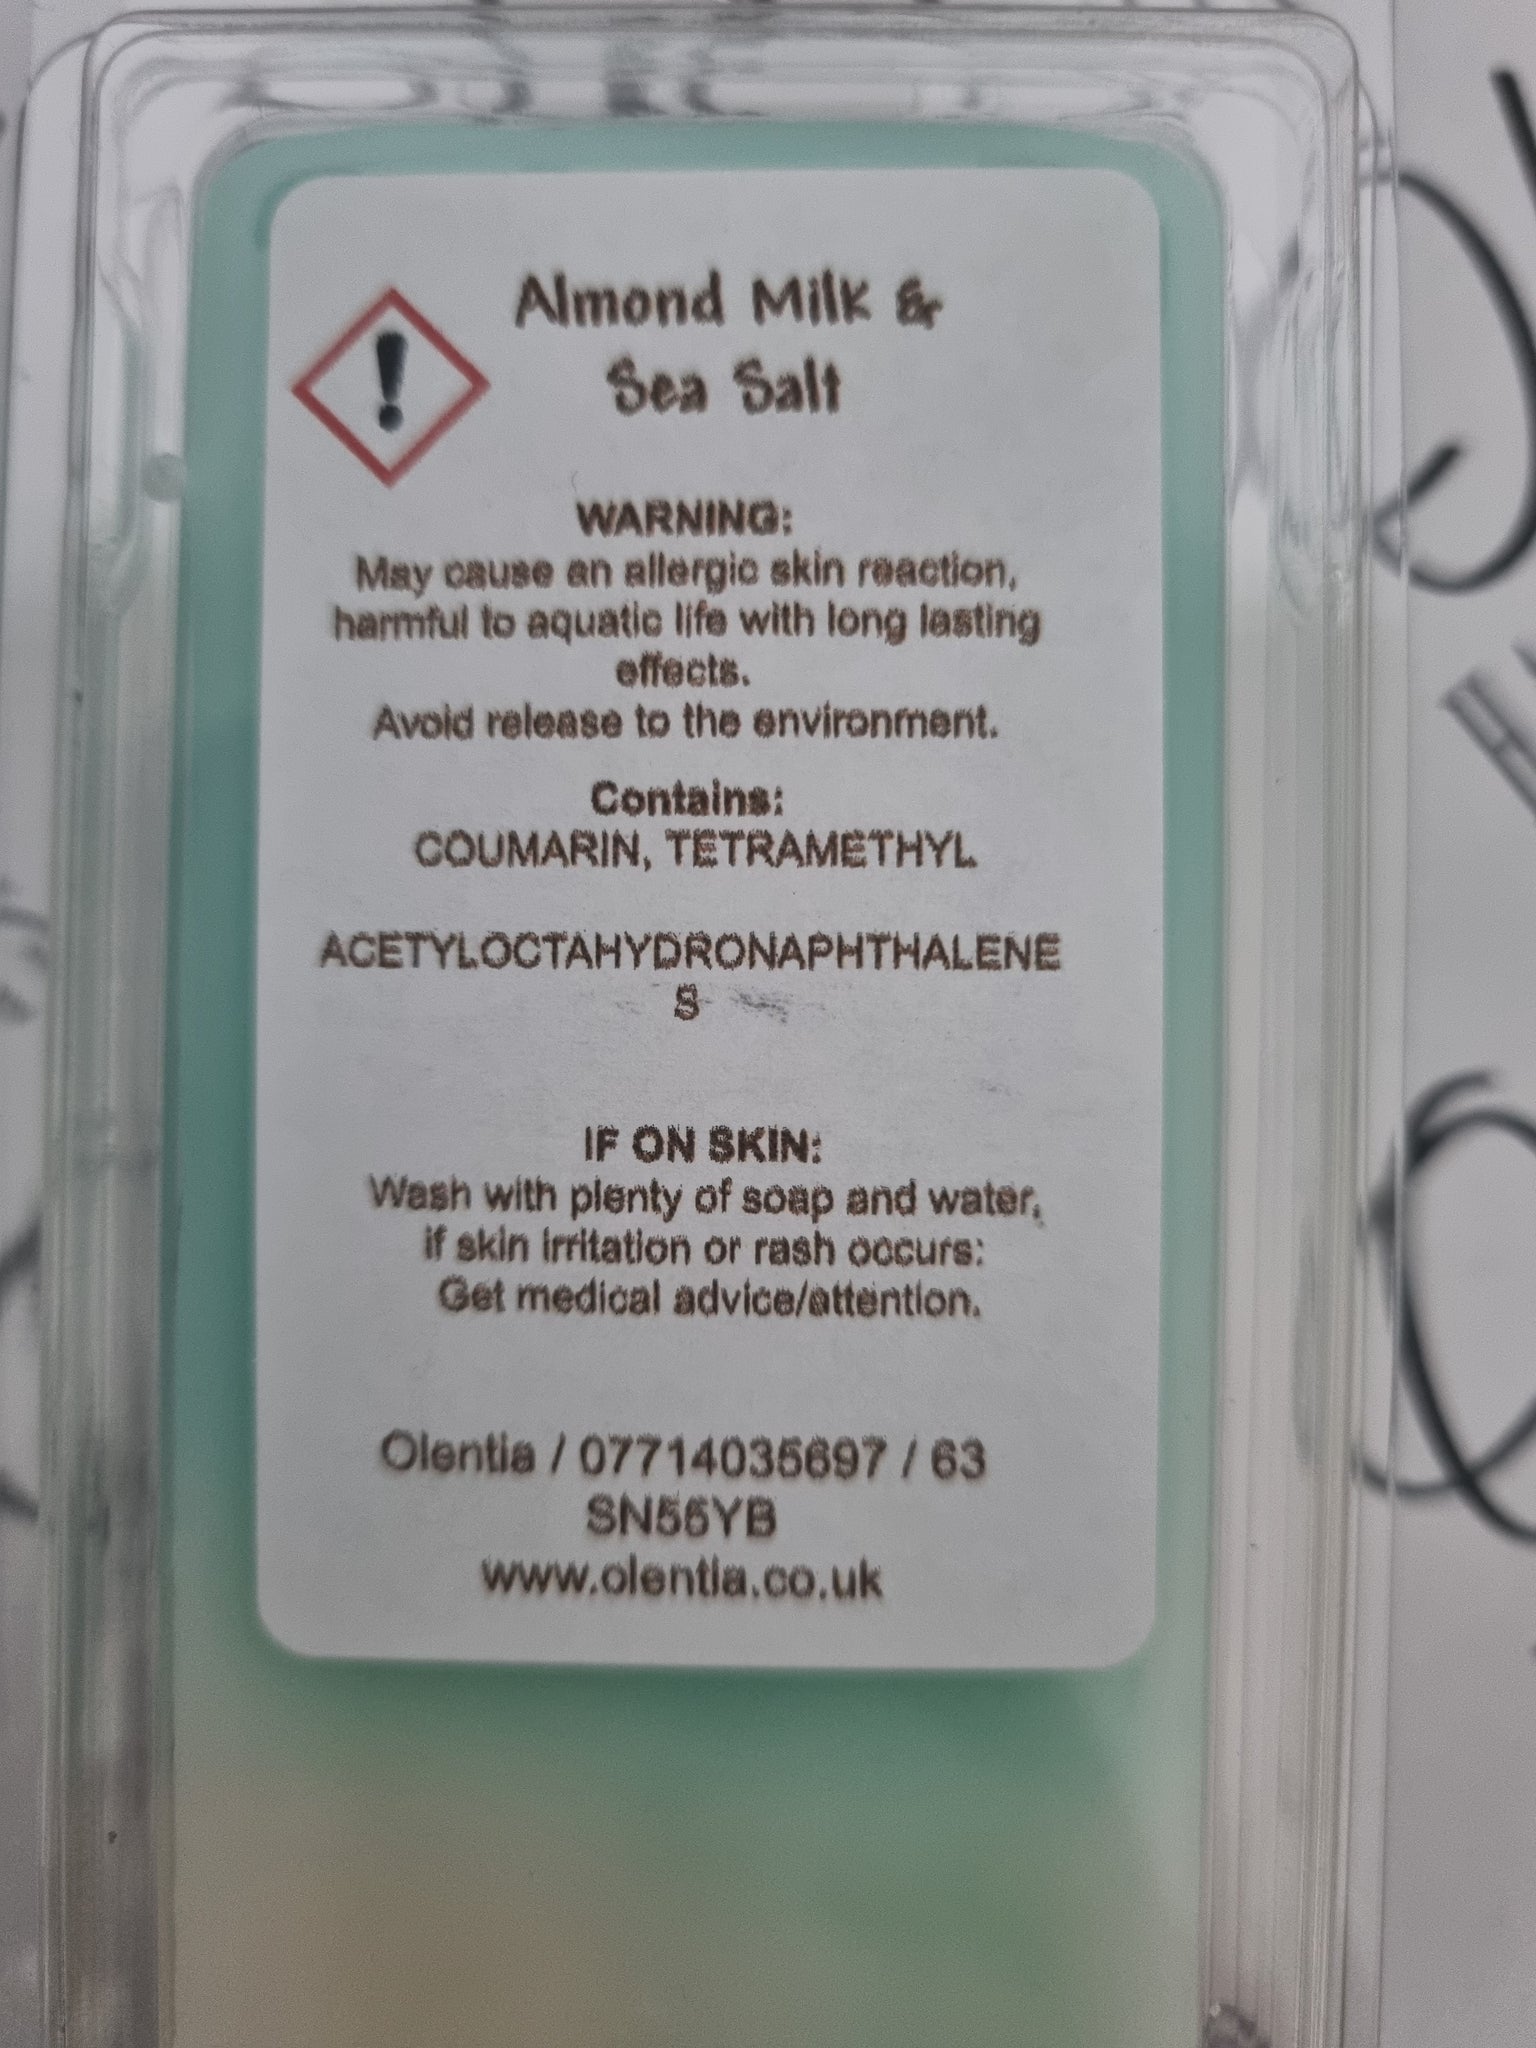 Almond Milk &
Sea Salt
WARNING:
May cause an allergic skin reaction,
harmful to aquatic life with long lasting
effects.
Avoid release to the environment.
Contains:
COUMARIN, TETRAMETHYL
ACETYLOCTAHYDRONAPHTHALENE
S
IF ON SKIN:
Wash with plenty of soap and water,
if skin irritation or rash occurs:
Get medical advice/attention.
Olentia / 07714035697 / 63
SN55YB
www.olentia.co.uk